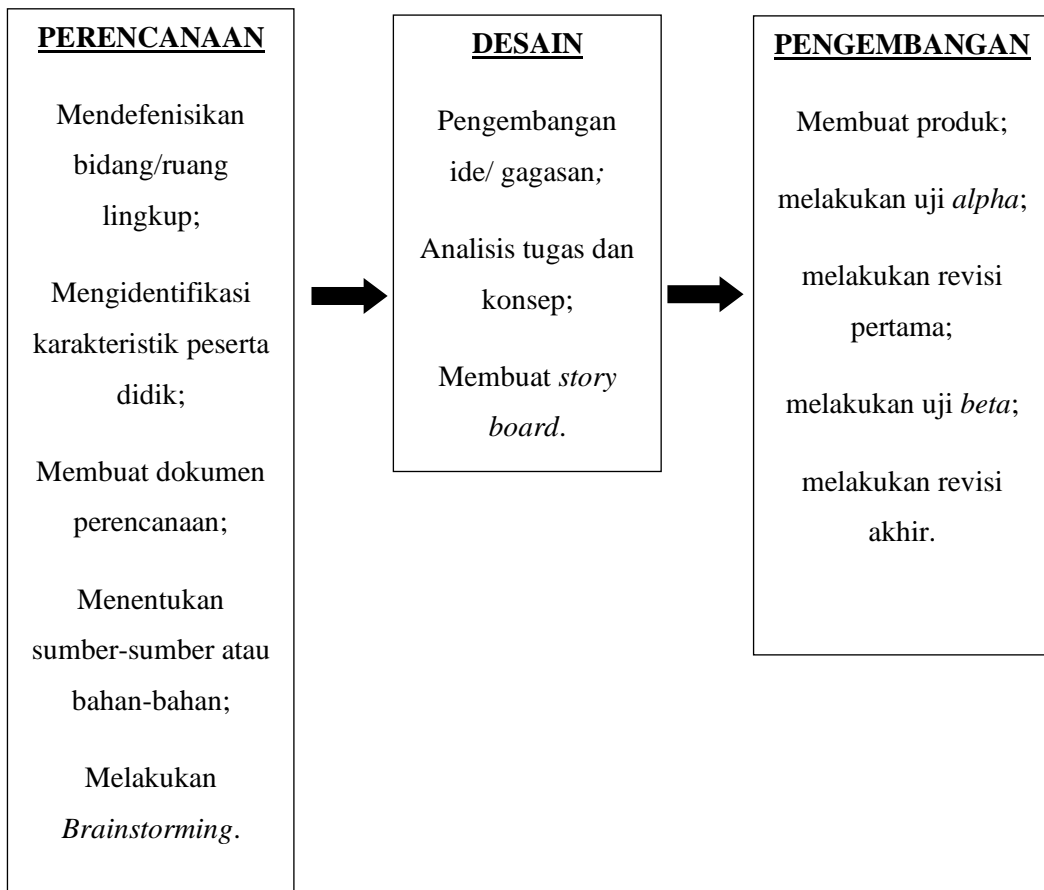 PERENCANAAN
Mendefenisikan
bidang/ruang
lingkup;
Mengidentifikasi
karakteristik peserta
didik;
Membuat dokumen
perencanaan;
Menentukan
sumber-sumber atau
bahan-bahan;
Melakukan
Brainstorming.
DESAIN
Pengembangan
ide/ gagasan;
Analisis tugas dan
konsep;
Membuat story
board.
PENGEMBANGAN
Membuat produk;
melakukan uji alpha;
melakukan revisi
pertama;
melakukan uji beta;
melakukan revisi
akhir.